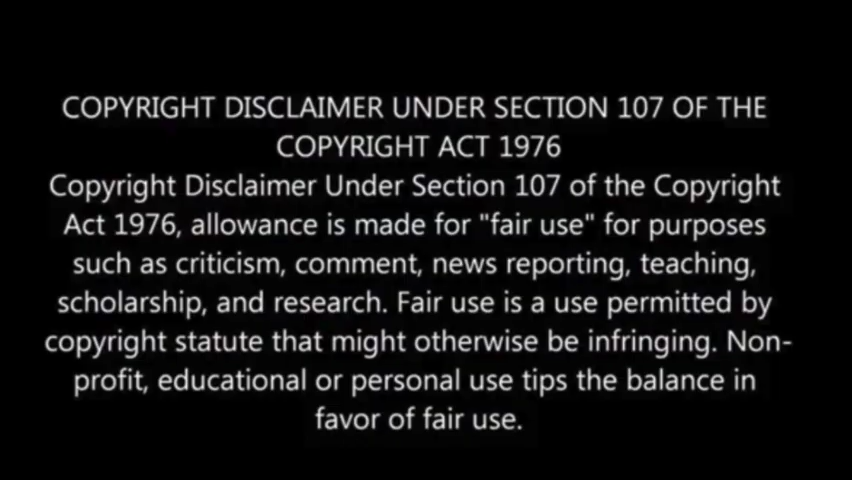 COPYRIGHT DISCLAIMER UNDER SECTION 107 OF THE
COPYRIGHT ACT 1976
Copyright Disclaimer Under Section 107 of the Copyright
Act 1976, allowance is made for "fair use" for purposes
such as criticism, comment, news reporting, teaching,
scholarship, and research. Fair use is a use permitted by
copyright statute that might otherwise be infringing. Non-
profit, educational or personal use tips the balance in
favor of fair use.